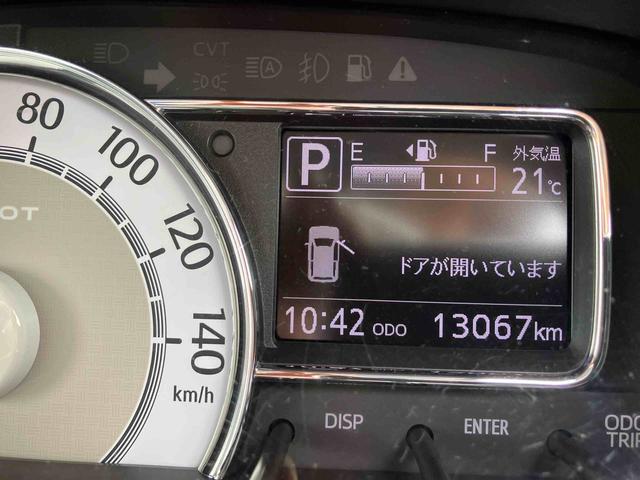 CVT
80
100
120
140
km/h
OT
P
E F 外気温
21℃
ドアが開いています
10:42 ODO 13067km
DISP ENTER ODO
TRIP